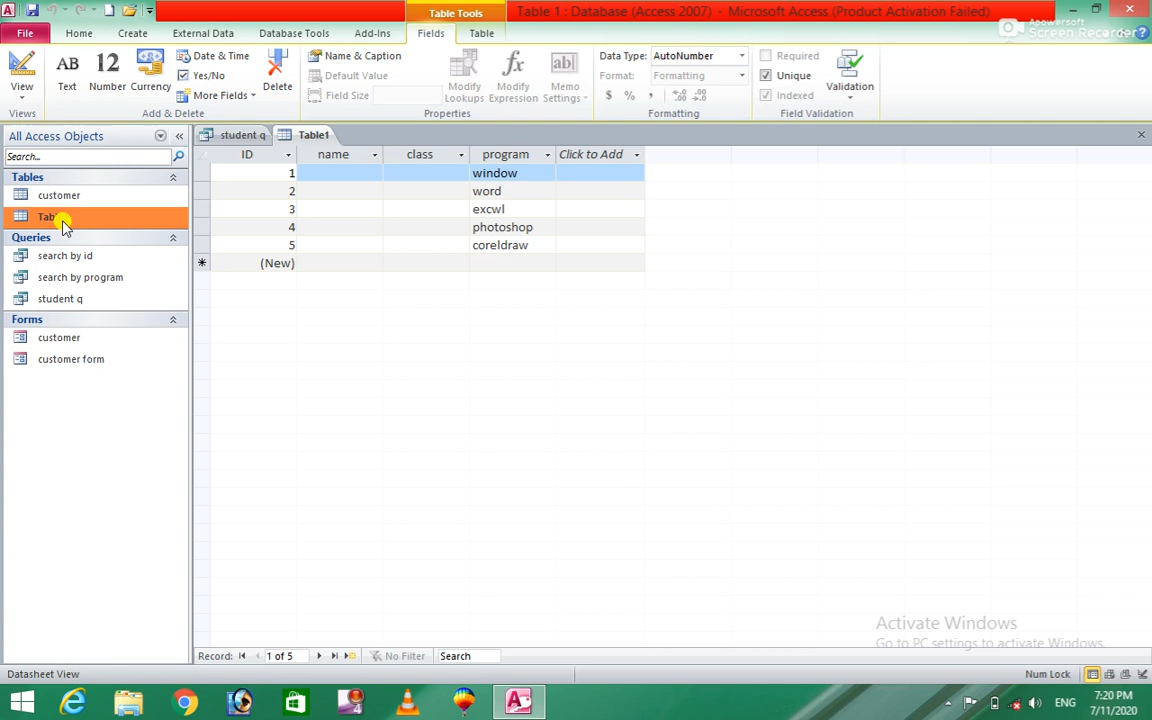 Table Tools
Table 1 : Database (Access 2007) - Microsoft Access (Product Activation Failed)
Apowersoft
Screen Recorder
File Home Create External Data Database Tools Add-Ins Fields Table
View
Views
AB
Text
12
Number
Currency
Date & Time
Yes/No
More Fields
Delete
Add & Delete
Name & Caption
Default Value
Field Size
Modify
Lookups
fx
Modify
Expression
ab
Memo
Settings
Properties
Data Type: AutoNumber
Format: Formatting
$ % ,
Formatting
Required
Unique
Indexed
Validation
Field Validation
All Access Objects
Search...
Tables
customer
Queries
search by id
search by program
student q
Forms
customer
customer form
student q Table1
ID name class program Click to Add
1 window
2 word
3 excwl
4 photoshop
5 coreldraw
(New)
Activate Windows
Go to PC settings to activate Windows.
Record: 1 of 5 No Filter Search
Datasheet View Num Lock
ENG
7:20 PM
7/11/2020